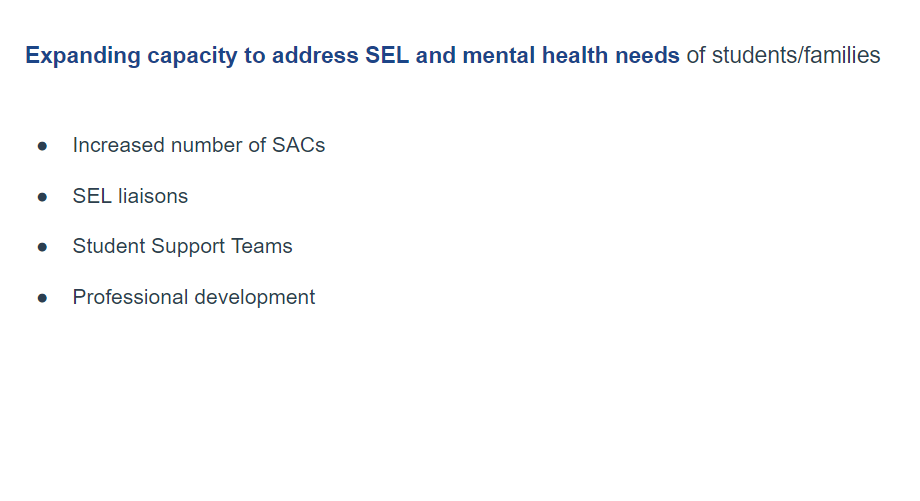 Expanding capacity to address SEL and mental health needs of students/families
● Increased number of SACs
● SEL liaisons
● Student Support Teams
● Professional development